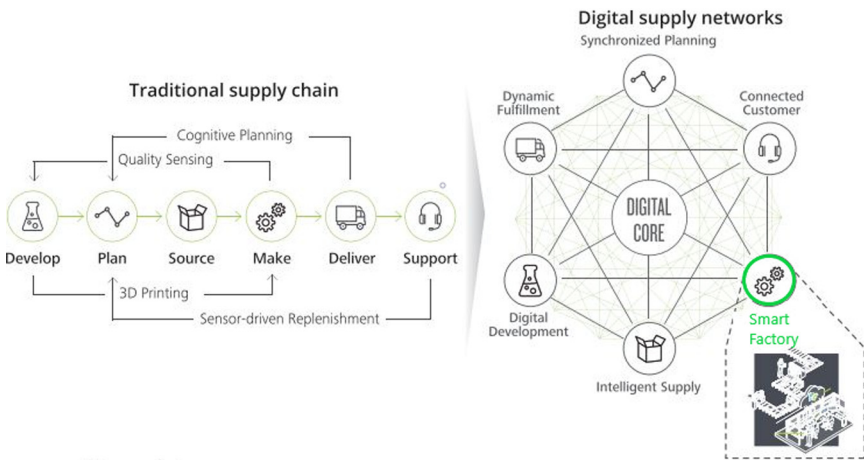 Digital supply networks
Synchronized Planning
Traditional supply chain
Dynamic
Fulfillment
Connected
Customer
Cognitive Planning
Quality Sensing
DIGITAL
CORE
Develop
Plan
Source
Make
Deliver
Support
3D Printing
Sensor-driven Replenishment
Digital
Development
Smart
Factory
Intelligent Supply